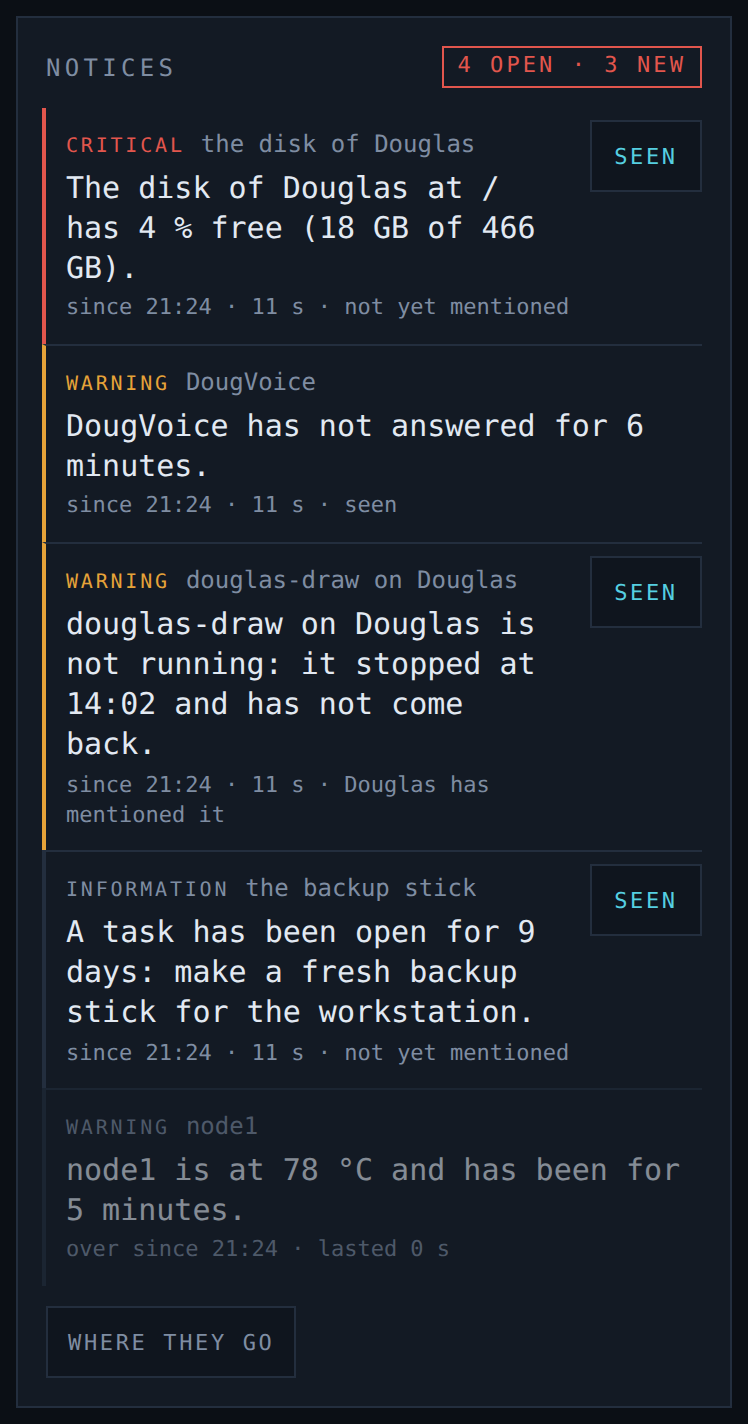 NOTICES
4 OPEN · 3 NEW
CRITICAL the disk of Douglas
SEEN
The disk of Douglas at /
has 4 % free (18 GB of 466
GB).
since 21:24 · 11 s · not yet mentioned
WARNING DougVoice
DougVoice has not answered for 6
minutes.
since 21:24 · 11 s · seen
WARNING douglas-draw on Douglas
SEEN
douglas-draw on Douglas is
not running: it stopped at
14:02 and has not come
back.
since 21:24 · 11 s · Douglas has
mentioned it
INFORMATION the backup stick
SEEN
A task has been open for 9
days: make a fresh backup
stick for the workstation.
since 21:24 · 11 s · not yet mentioned
WARNING node1
node1 is at 78 °C and has been for
5 minutes.
over since 21:24 · lasted 0 s
WHERE THEY GO